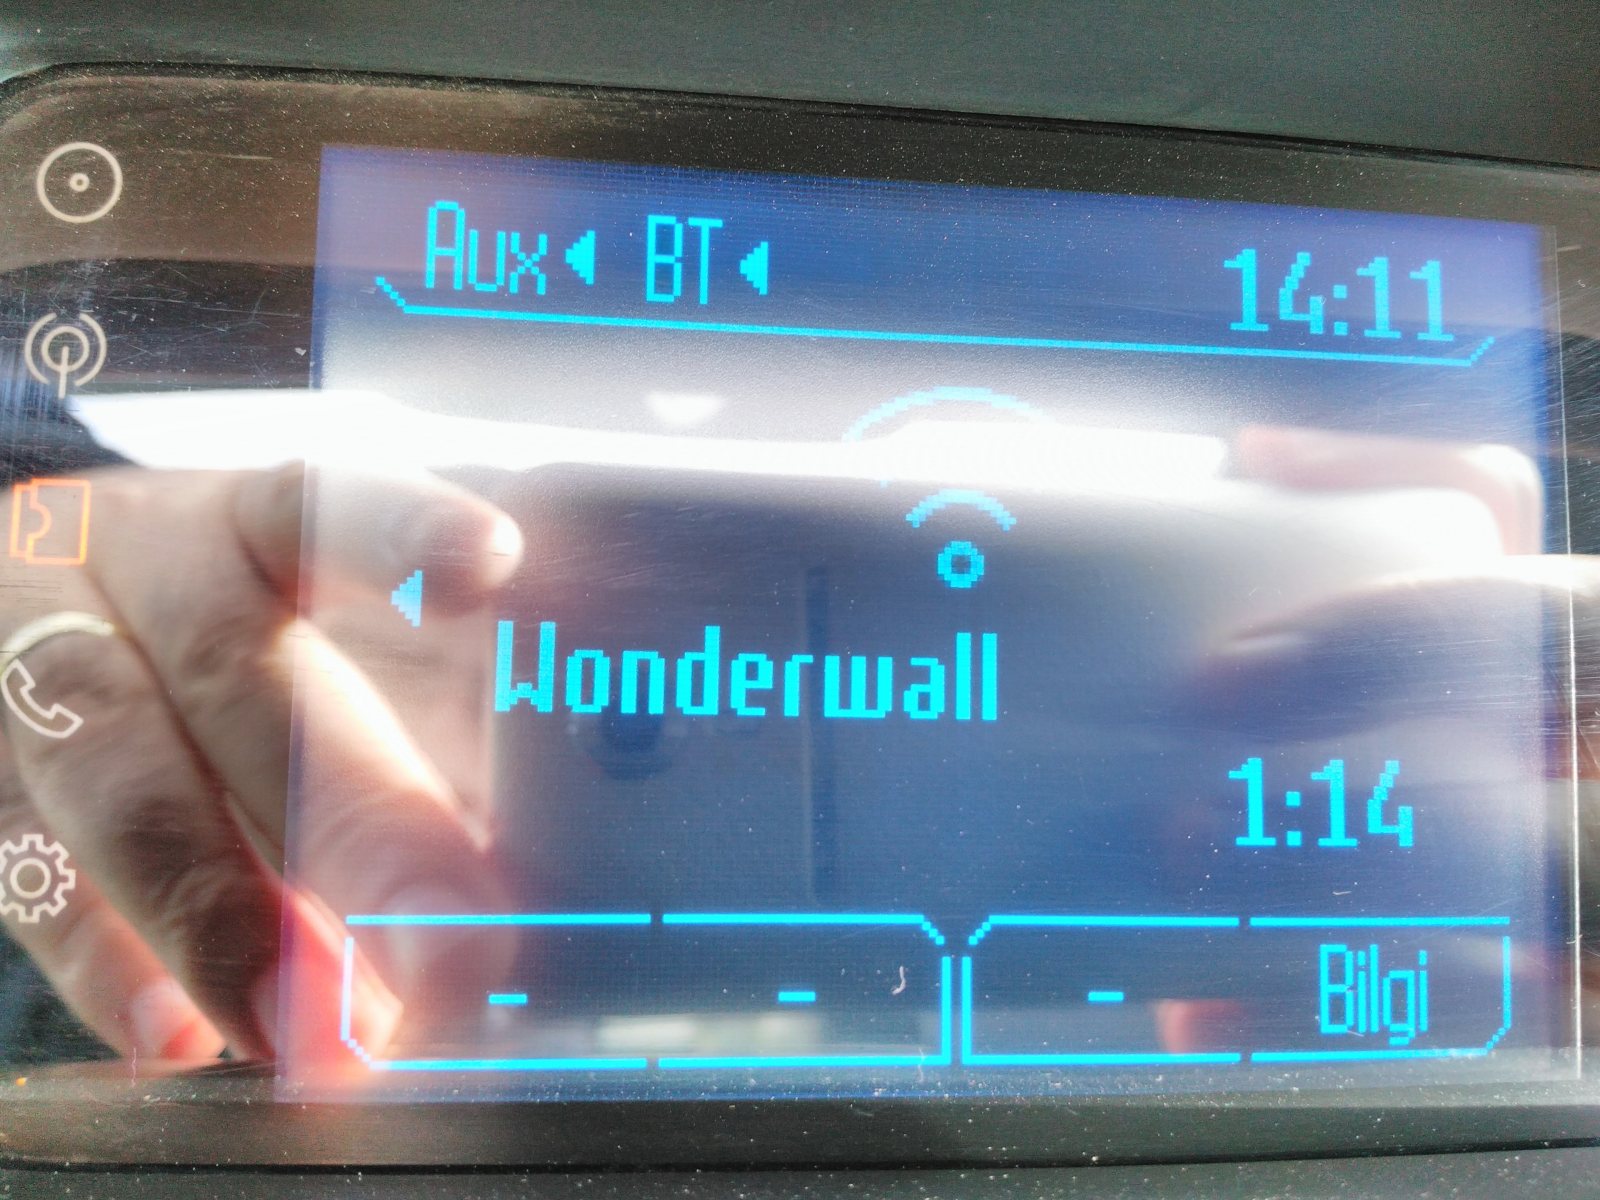 Aux BT 14:11
Wonderwall
1:14
- - - Bilgi